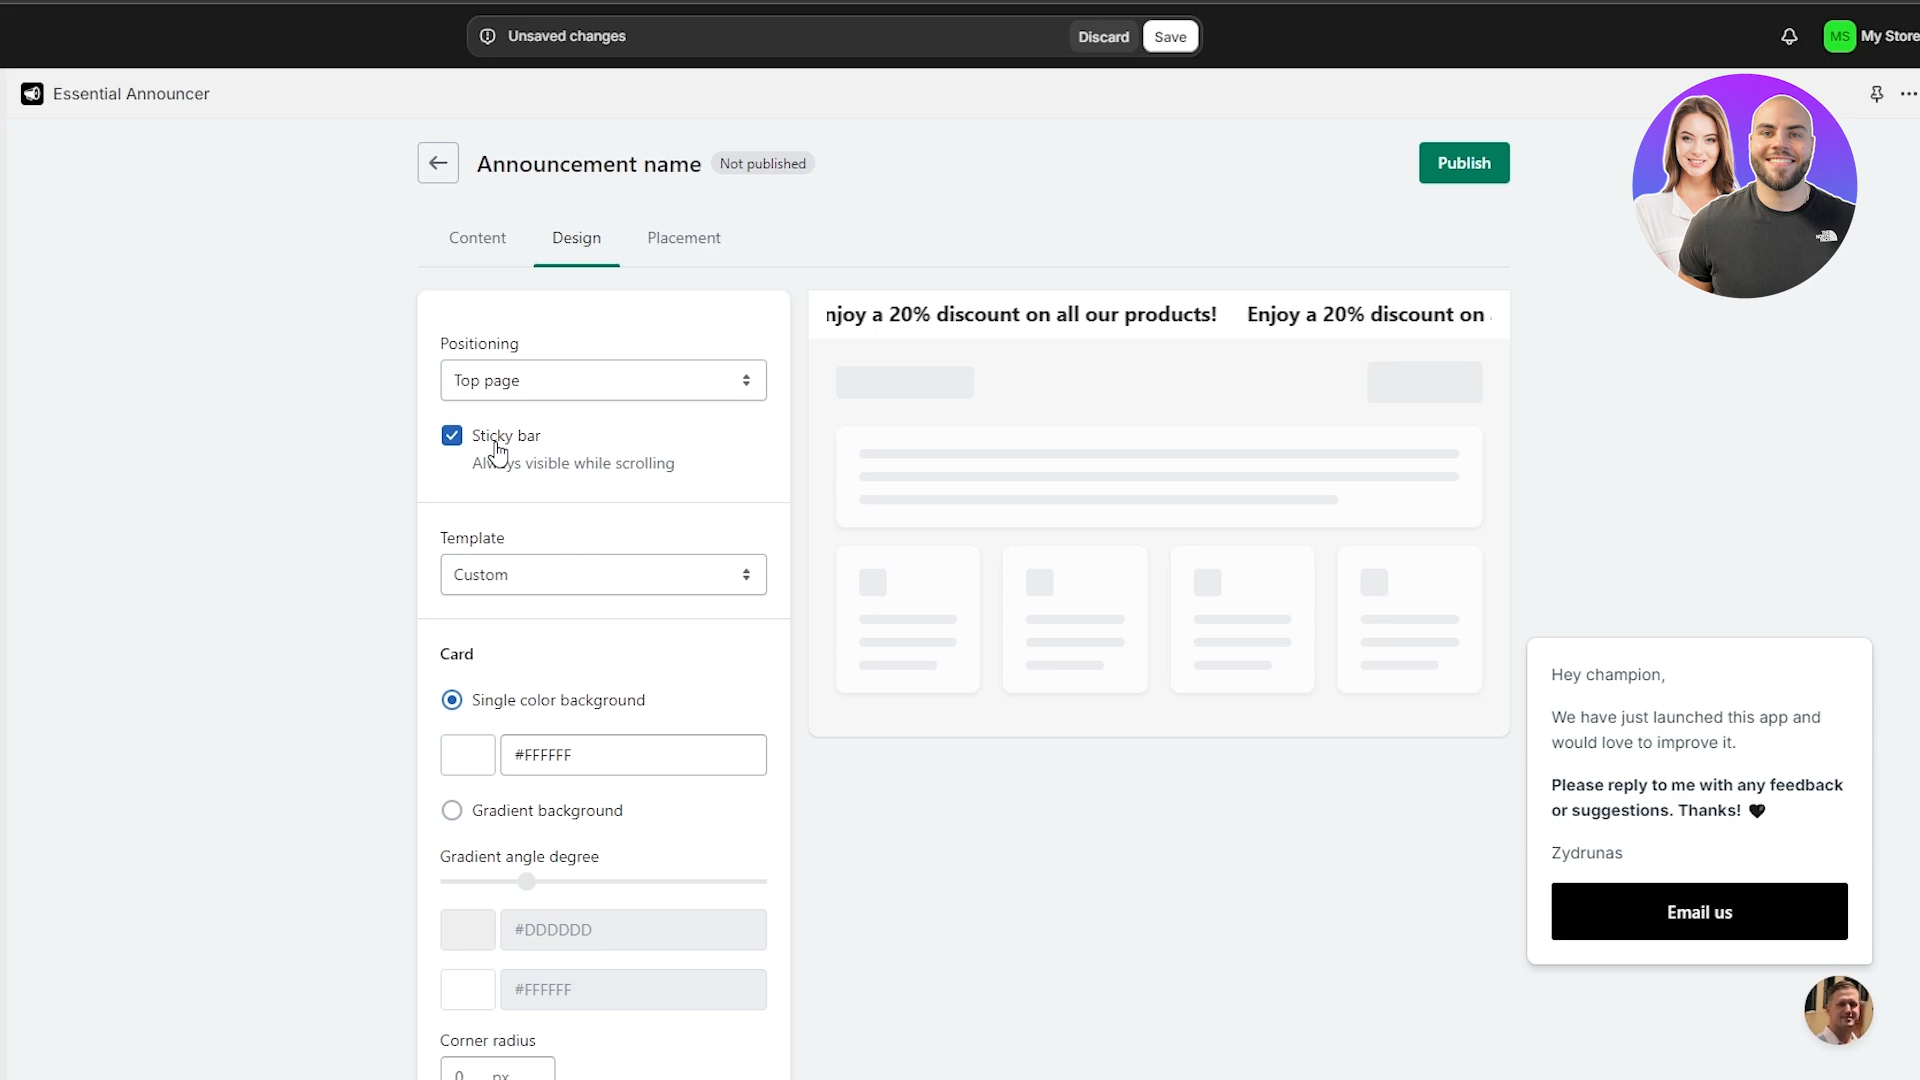 Unsaved changes
Discard
Save
MS
My Store
Essential Announcer
Announcement name
Not published
Publish
Content
Design
Placement
Positioning
Top page
Sticky bar
Always visible while scrolling
Template
Custom
Card
Single color background
#FFFFFF
Gradient background
Gradient angle degree
#DDDDDD
#FFFFFF
Corner radius
0 px
njoy a 20% discount on all our products! Enjoy a 20% discount on
THE NORTH FACE
Hey champion,
We have just launched this app and
would love to improve it.
Please reply to me with any feedback
or suggestions. Thanks! 🖤
Zydrunas
Email us